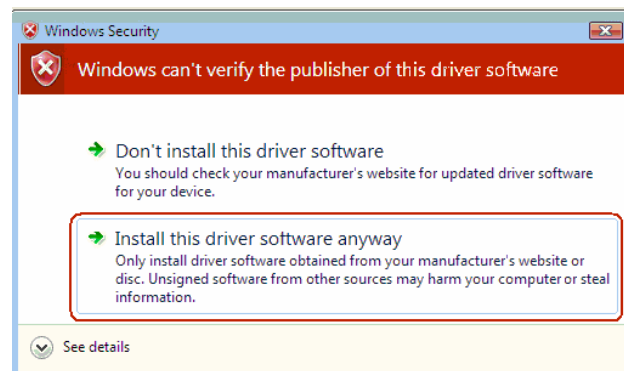 Windows Security
Windows can't verify the publisher of this driver software
Don't install this driver software
You should check your manufacturer's website for updated driver software
for your device.
Install this driver software anyway
Only install driver software obtained from your manufacturer's website or
disc. Unsigned software from other sources may harm your computer or steal
information.
See details